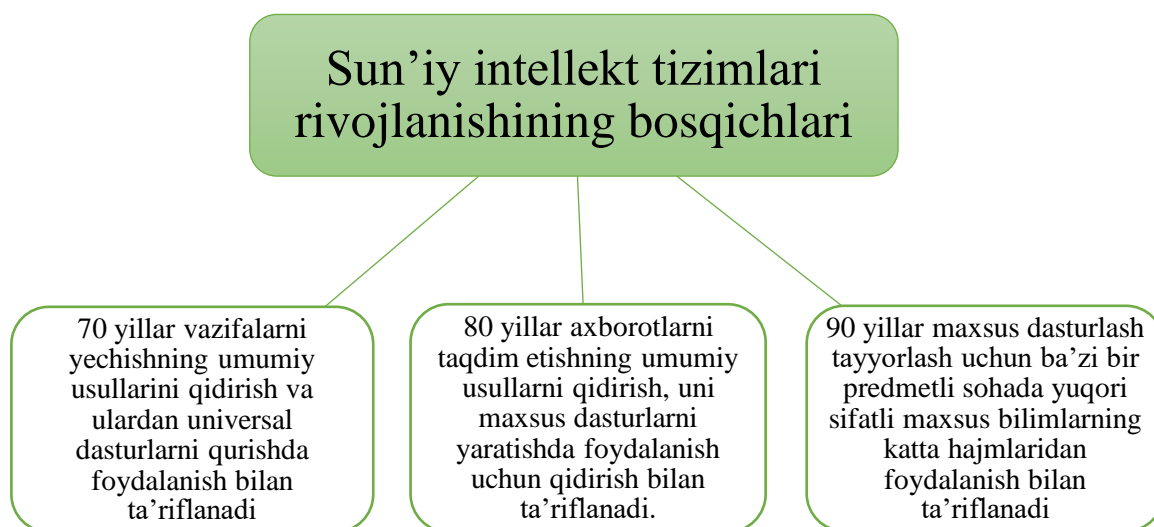 Sun’iy intellekt tizimlari
rivojlanishining bosqichlari
70 yillar vazifalarni
yechishning umumiy
usullarini qidirish va
ulardan universal
dasturlarni qurishda
foydalanish bilan
ta’riflanadi
80 yillar axborotlarni
taqdim etishning umumiy
usullarni qidirish, uni
maxsus dasturlarni
yaratishda foydalanish
uchun qidirish bilan
ta’riflanadi.
90 yillar maxsus dasturlash
tayyorlash uchun ba’zi bir
predmetli sohada yuqori
sifatli maxsus bilimlarning
katta hajmlaridan
foydalanish bilan
ta’riflanadi